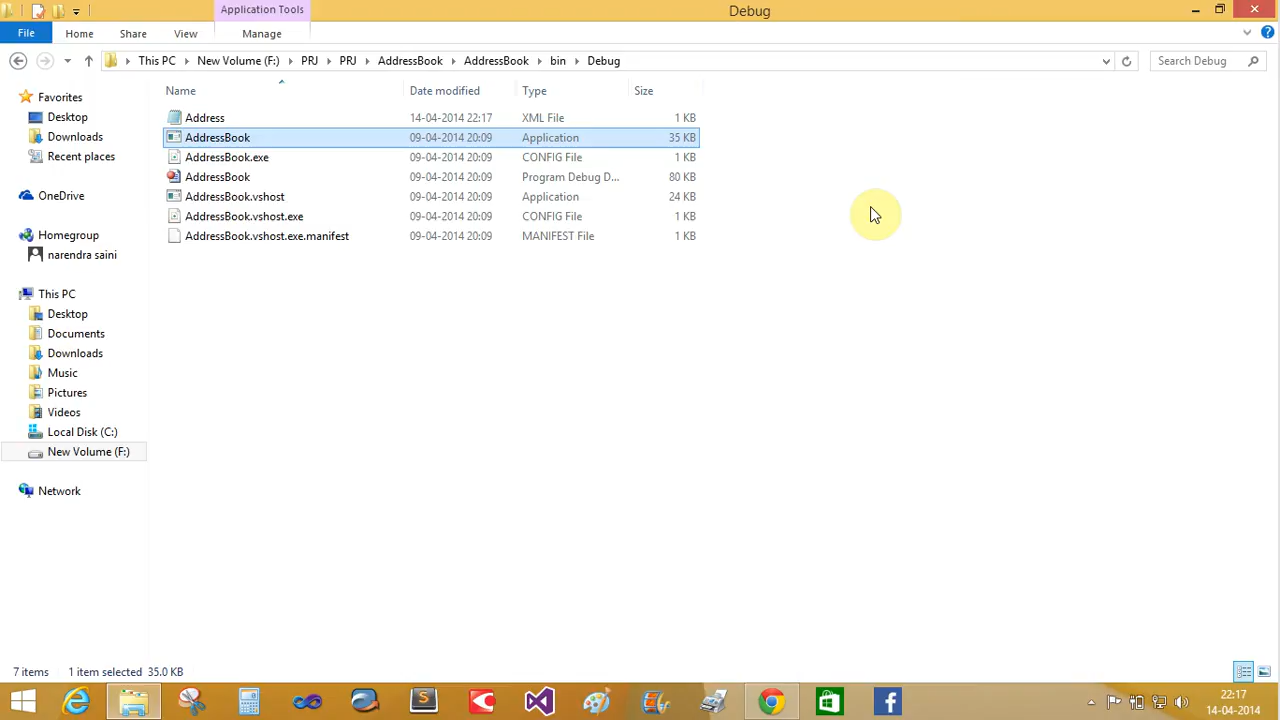 Application Tools
Debug
File Home Share View Manage
This PC New Volume (F:) PRJ PRJ AddressBook AddressBook bin Debug Search Debug
Name Date modified Type Size
Favorites
Desktop
Downloads
Recent places
OneDrive
Homegroup
narendra saini
This PC
Desktop
Documents
Downloads
Music
Pictures
Videos
Local Disk (C:)
New Volume (F:)
Network
Address 14-04-2014 22:17 XML File 1 KB
AddressBook 09-04-2014 20:09 Application 35 KB
AddressBook.exe 09-04-2014 20:09 CONFIG File 1 KB
AddressBook 09-04-2014 20:09 Program Debug D... 80 KB
AddressBook.vshost 09-04-2014 20:09 Application 24 KB
AddressBook.vshost.exe 09-04-2014 20:09 CONFIG File 1 KB
AddressBook.vshost.exe.manifest 09-04-2014 20:09 MANIFEST File 1 KB
7 items 1 item selected 35.0 KB
22:17
14-04-2014